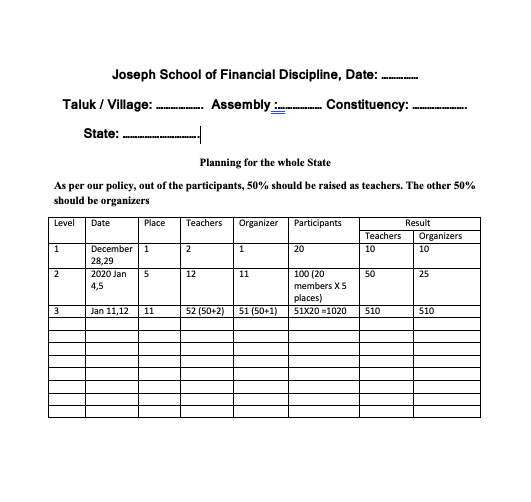 Joseph School of Financial Discipline, Date: ...............
Taluk / Village: ................... Assembly :.................. Constituency: ......................
State: ...............................
Planning for the whole State
As per our policy, out of the participants, 50% should be raised as teachers. The other 50%
should be organizers
Level Date Place Teachers Organizer Participants Result
Teachers Organizers
1 December 1 2 1 20 10 10
28,29
2 2020 Jan 5 12 11 100 (20 50 25
4,5 members X 5
places)
3 Jan 11,12 11 52 (50+2) 51 (50+1) 51X20 =1020 510 510